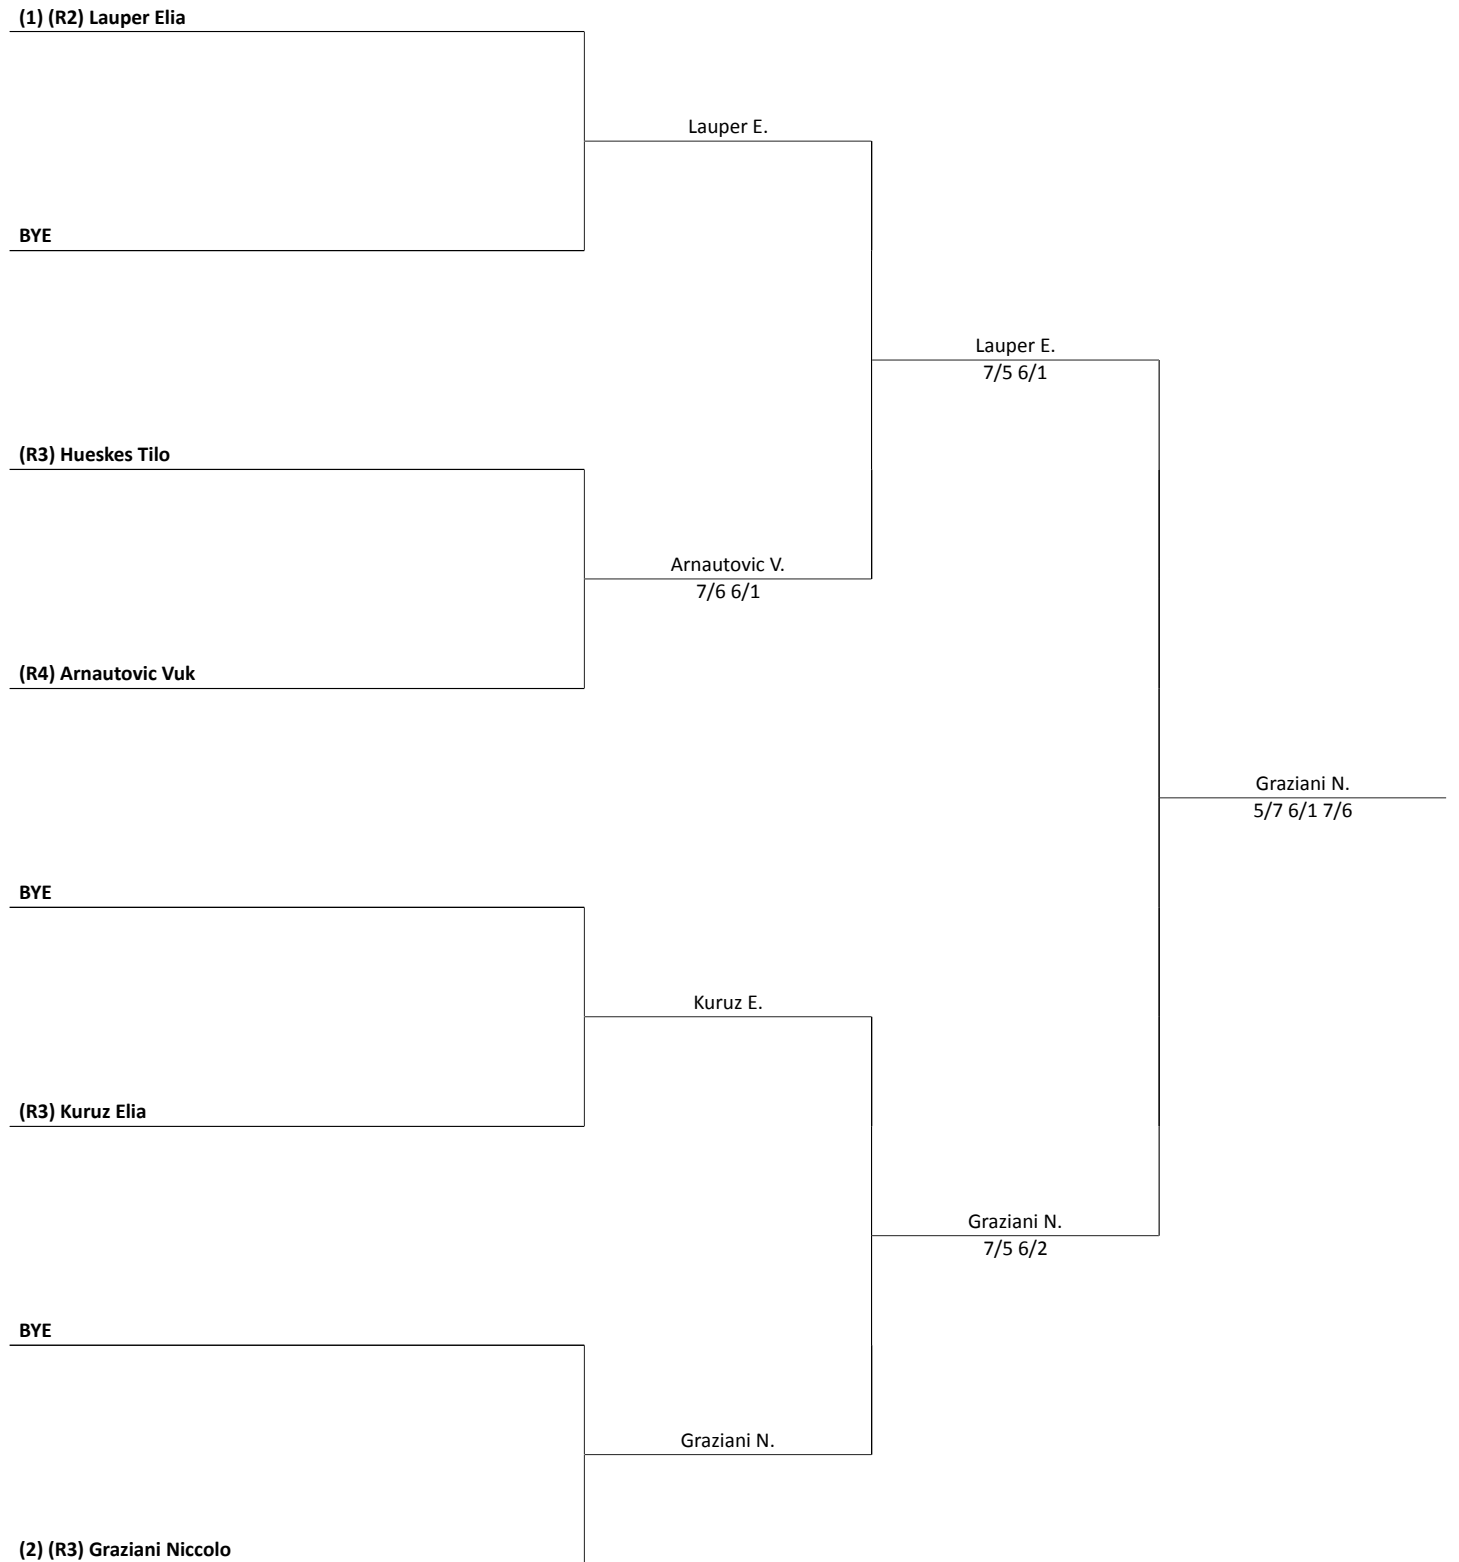 (1) (R2) Lauper Elia
Lauper E.
BYE
Lauper E.
7/5 6/1
(R3) Hueskes Tilo
Arnautovic V.
7/6 6/1
(R4) Arnautovic Vuk
Graziani N.
5/7 6/1 7/6
BYE
Kuruz E.
(R3) Kuruz Elia
Graziani N.
7/5 6/2
BYE
Graziani N.
(2) (R3) Graziani Niccolo